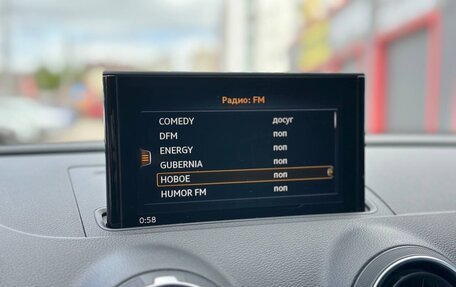 Радио: FM
COMEDY досуг
DFM поп
ENERGY поп
GUBERNIA поп
НОВОЕ поп
HUMOR FM поп
0:58